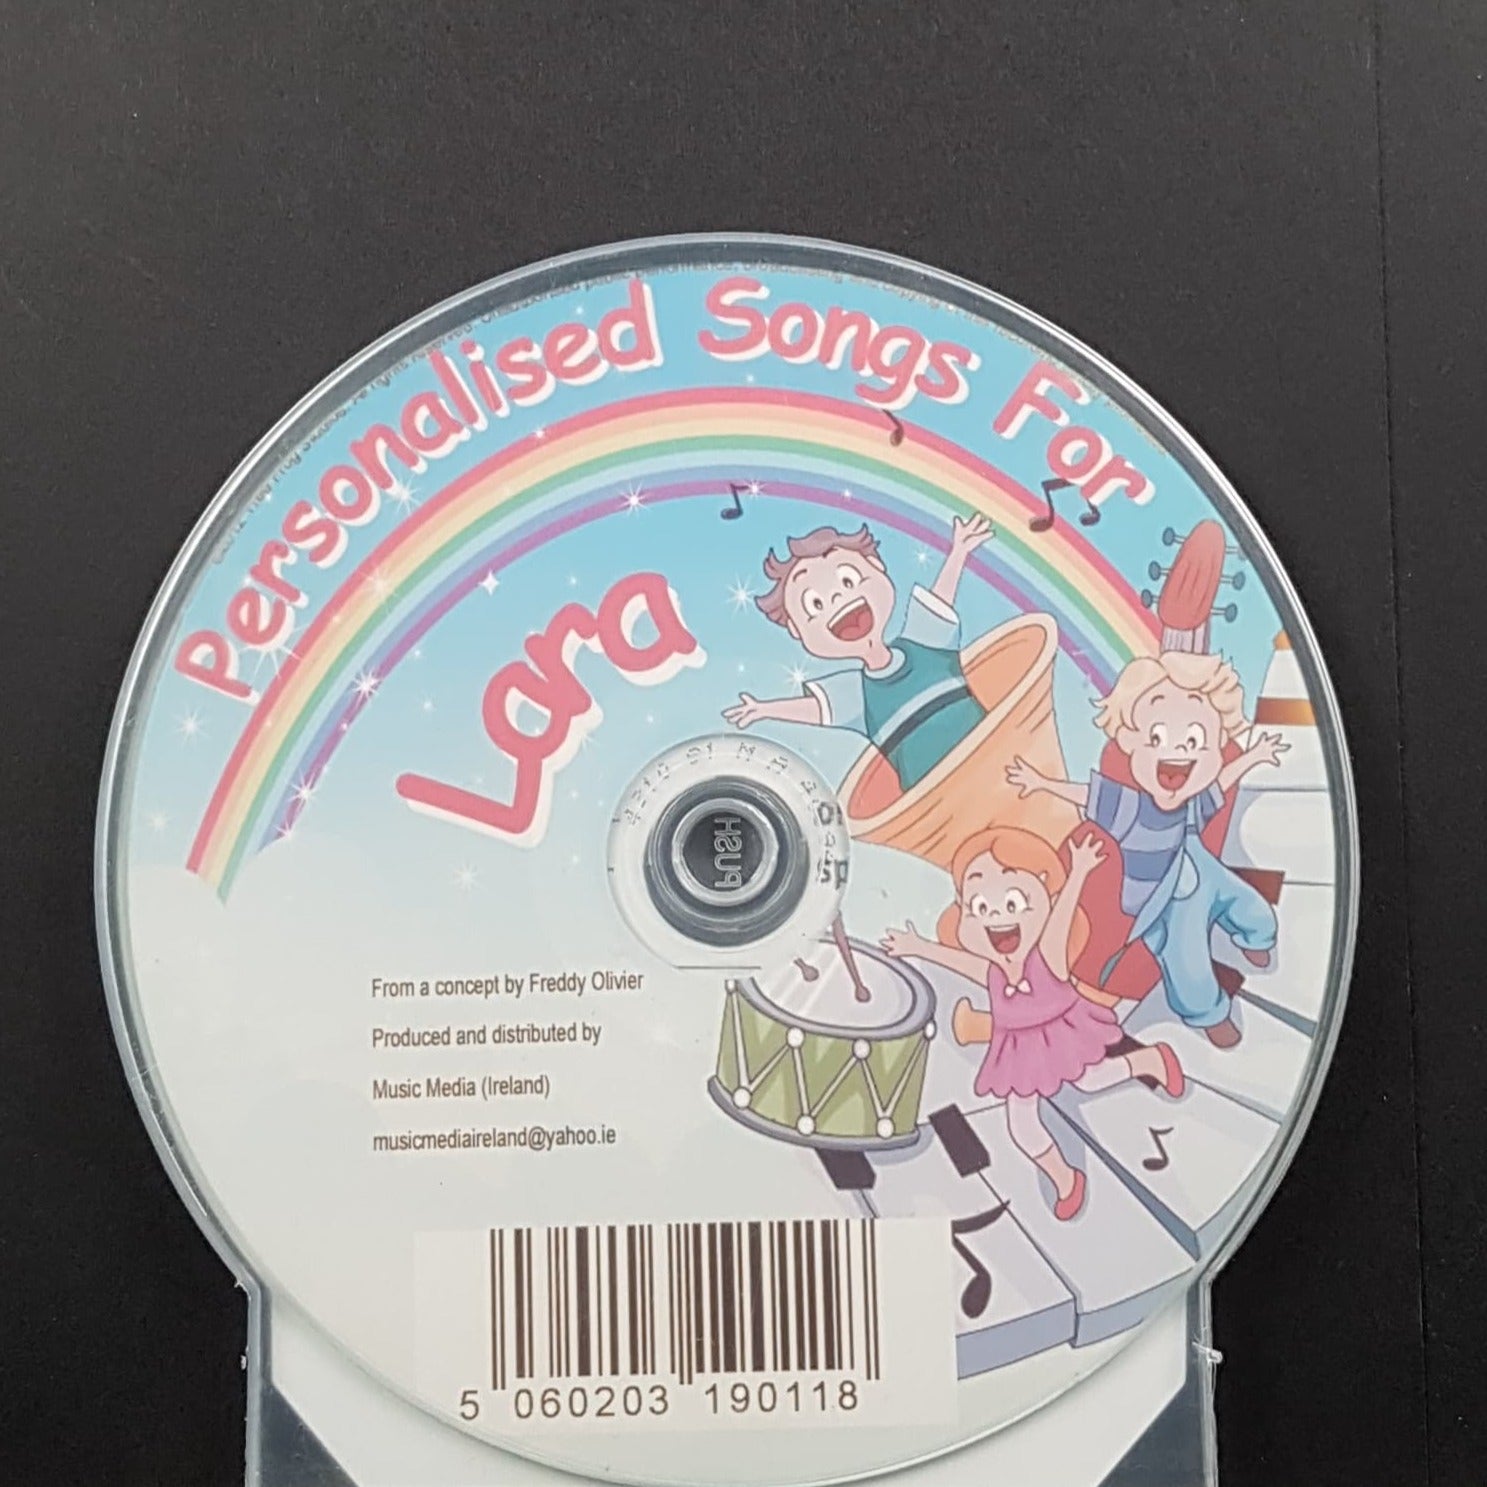 Personalised Songs For
Lara
PUSH
From a concept by Freddy Olivier
Produced and distributed by
Music Media (Ireland)
musicmediaireland@yahoo.ie
5 060203 190118